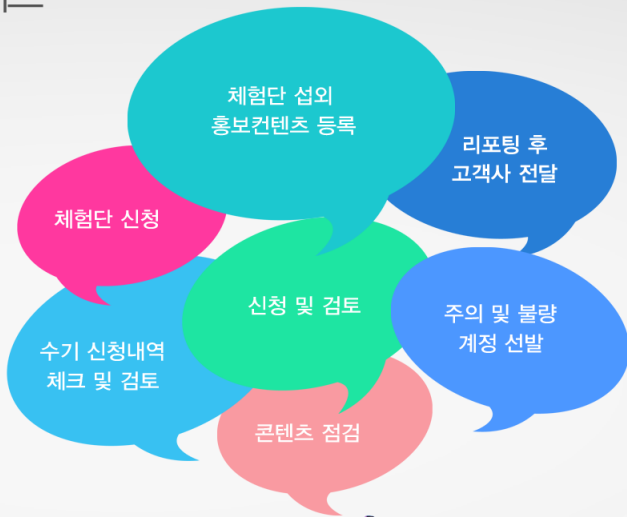 체험단 섭외
홍보컨텐츠 등록
리포팅 후
고객사 전달
체험단 신청
신청 및 검토
주의 및 불량
계정 선발
수기 신청내역
체크 및 검토
콘텐츠 점검